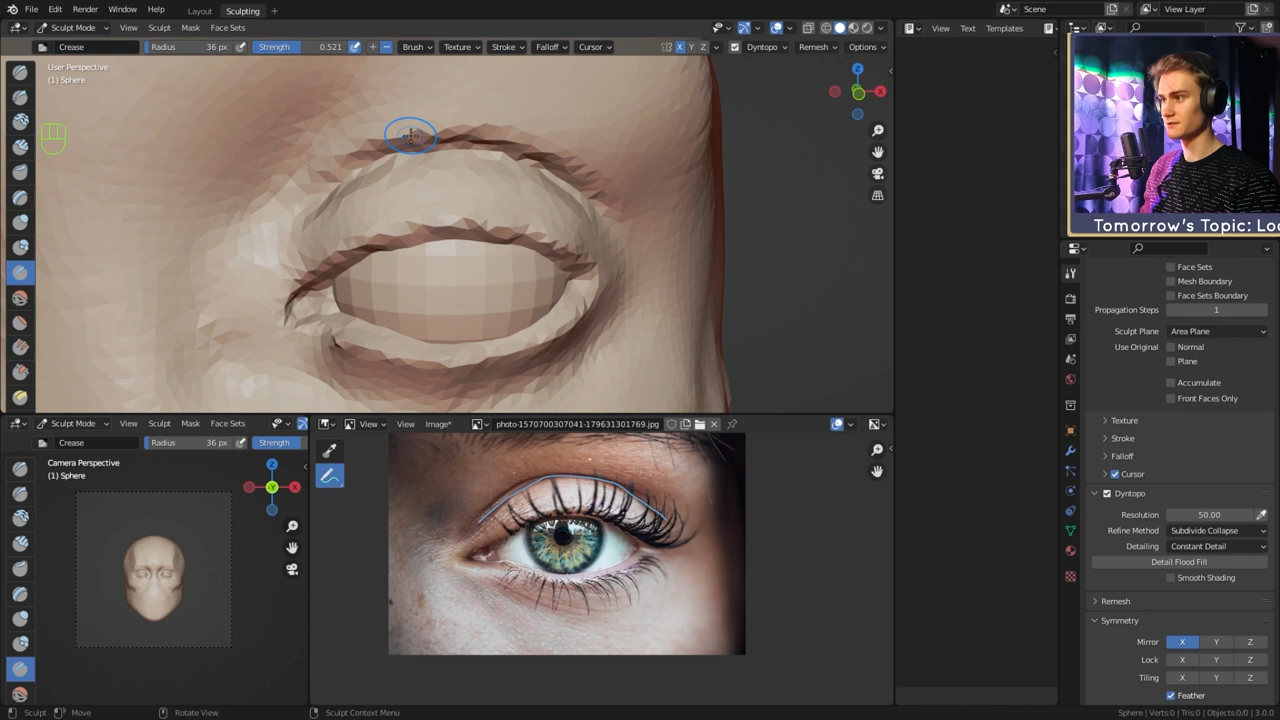 File Edit Render Window Help Layout Sculpting Scene View Layer
Sculpt Mode View Sculpt Mask Face Sets View Text Templates
Crease Radius 36 px Strength 0.521 Brush Texture Stroke Falloff Cursor X Y Z Dyntopo Remesh Options
User Perspective
(1) Sphere
Z
X
Tomorrow's Topic: Loo
Face Sets
Mesh Boundary
Face Sets Boundary
Propagation Steps 1
Sculpt Plane Area Plane
Use Original Normal
Plane
Accumulate
Front Faces Only
Texture
Stroke
Falloff
Cursor
Dyntopo
Resolution 50.00
Refine Method Subdivide Collapse
Detailing Constant Detail
Detail Flood Fill
Smooth Shading
Remesh
Symmetry
Mirror X Y Z
Lock X Y Z
Tiling X Y Z
Feather
Sculpt Mode View Sculpt Mask Face Sets
Crease Radius 36 px Strength
Camera Perspective
(1) Sphere
Z
Y
X
View View Image* photo-1570700307041-179631301769.jpg
Sculpt Move Rotate View Sculpt Context Menu Sphere | Verts:0 | Tris:0 | Objects:0/0 | 3.0.0